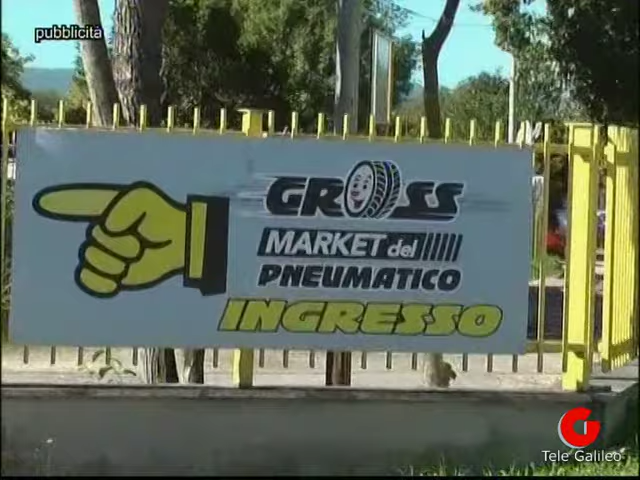 pubblicità
GROSS
MARKET del
PNEUMATICO
INGRESSO
Tele Galileo